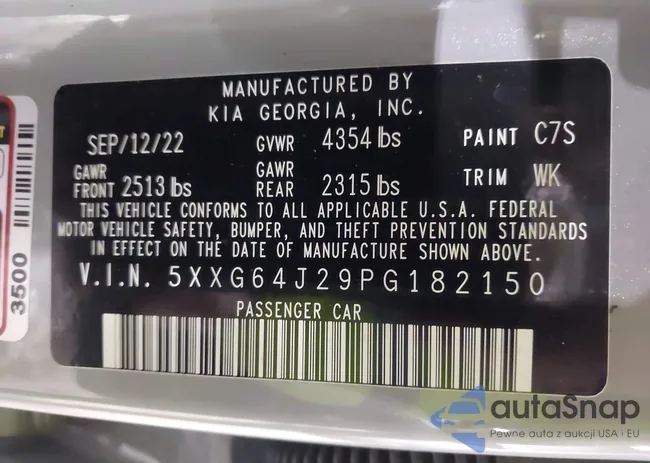 MANUFACTURED BY
KIA GEORGIA, INC.
SEP/12/22 GVWR 4354 lbs PAINT C7S
GAWR FRONT 2513 lbs GAWR REAR 2315 lbs TRIM WK
THIS VEHICLE CONFORMS TO ALL APPLICABLE U.S.A. FEDERAL
MOTOR VEHICLE SAFETY, BUMPER, AND THEFT PREVENTION STANDARDS
IN EFFECT ON THE DATE OF MANUFACTURE SHOWN ABOVE.
V.I.N. 5XXG64J29PG182150
PASSENGER CAR
3500
autaSnap
Pewne auta z aukcji USA i EU